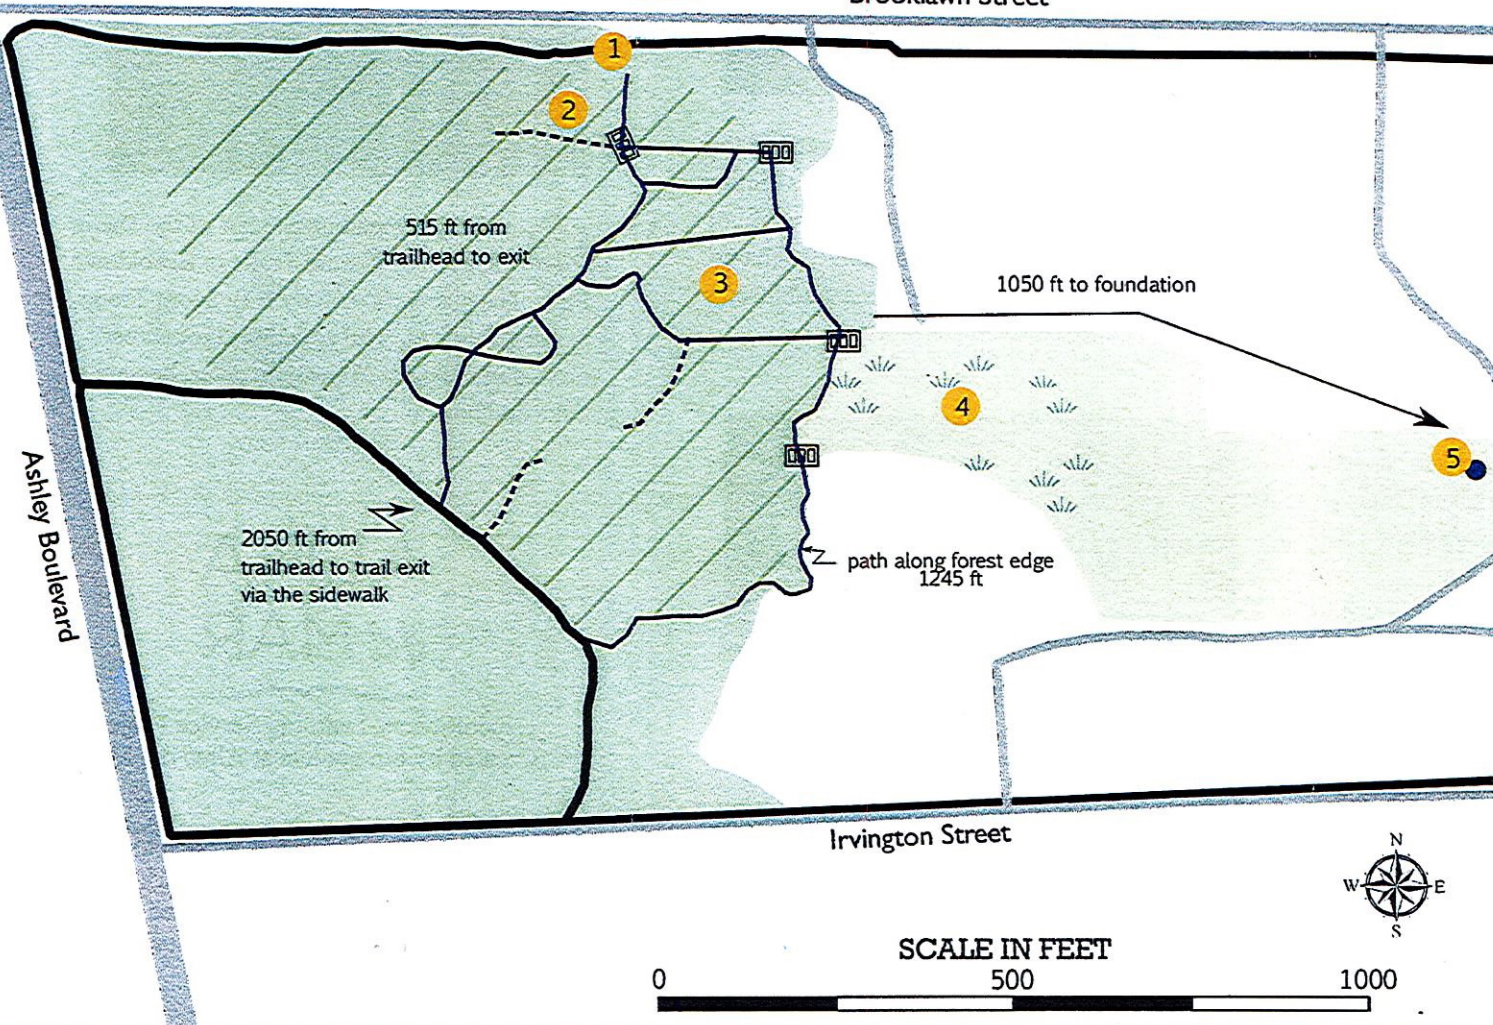 Brooklawn Street
1
2
515 ft from
trailhead to exit
3
1050 ft to foundation
4
5
Ashley Boulevard
2050 ft from
trailhead to trail exit
via the sidewalk
path along forest edge
1245 ft
Irvington Street
N
W E
S
SCALE IN FEET
0 500 1000